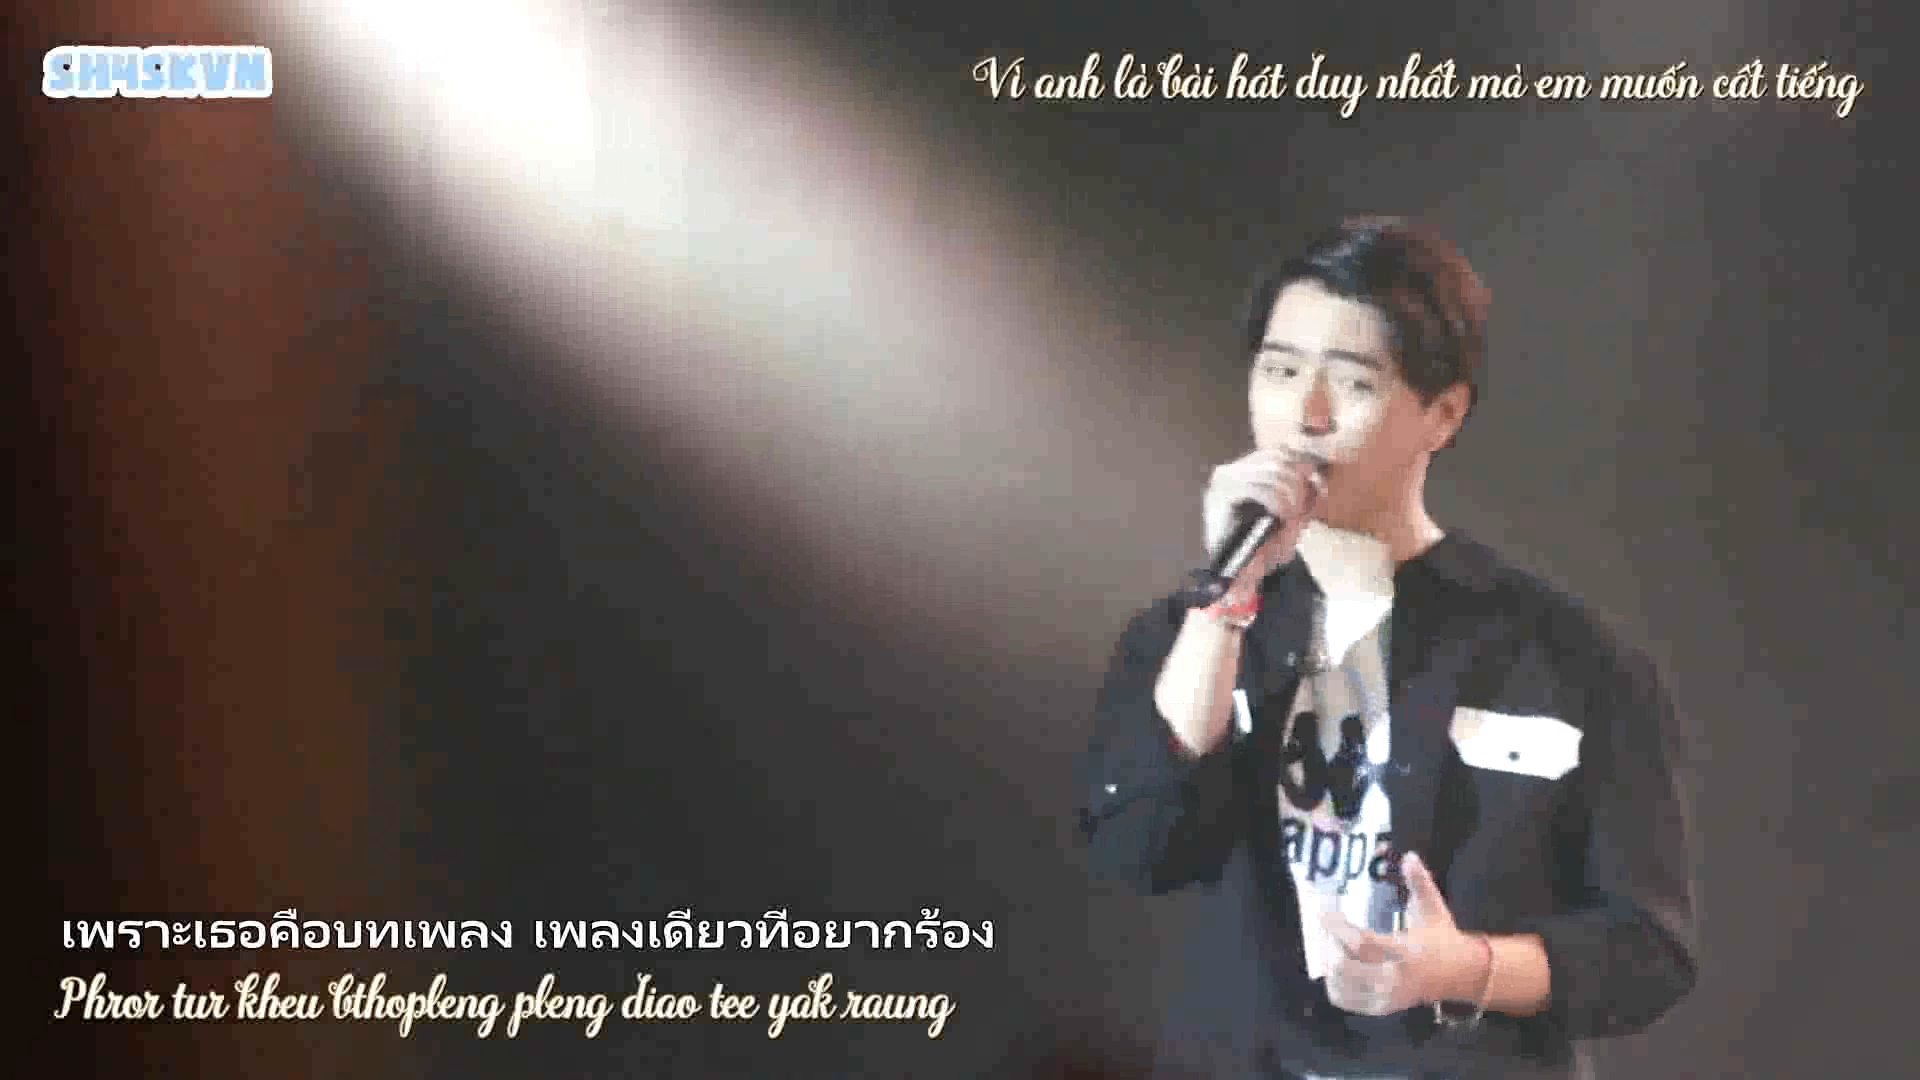 SH4SKVM
Vì anh là bài hát duy nhất mà em muốn cất tiếng
appa
เพราะเธอคือบทเพลง เพลงเดียวที่อยากร้อง
Phror tur kheu bthopleng pleng diao tee yak raung